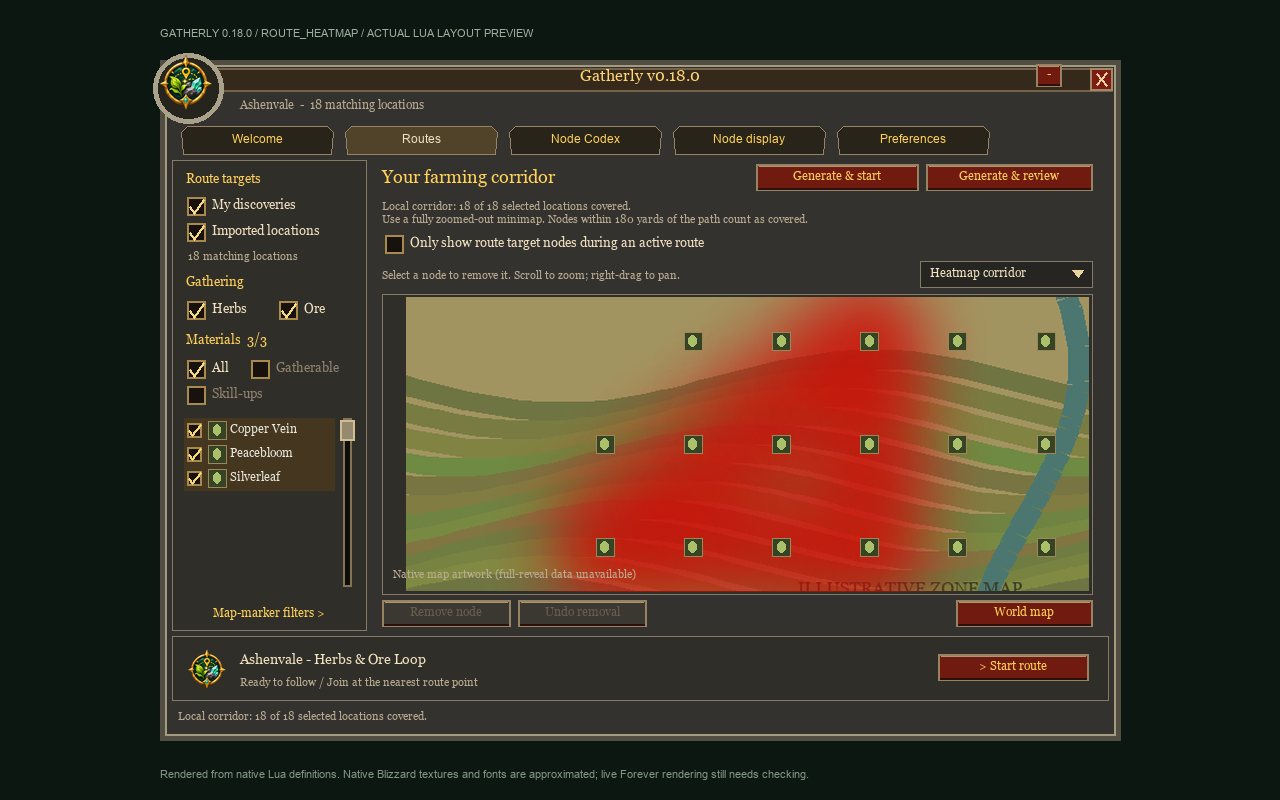 GATHERLY 0.18.0 / ROUTE_HEATMAP / ACTUAL LUA LAYOUT PREVIEW
Gatherly v0.18.0
-
X
Ashenvale - 18 matching locations
Welcome
Routes
Node Codex
Node display
Preferences
Route targets
My discoveries
Imported locations
18 matching locations
Gathering
Herbs
Ore
Materials 3/3
All
Gatherable
Skill-ups
Copper Vein
Peacebloom
Silverleaf
Map-marker filters >
Your farming corridor
Generate & start
Generate & review
Local corridor: 18 of 18 selected locations covered.
Use a fully zoomed-out minimap. Nodes within 180 yards of the path count as covered.
Only show route target nodes during an active route
Select a node to remove it. Scroll to zoom; right-drag to pan.
Heatmap corridor
Native map artwork (full-reveal data unavailable)
ILLUSTRATIVE ZONE MAP
Remove node
Undo removal
World map
Ashenvale - Herbs & Ore Loop
Ready to follow / Join at the nearest route point
> Start route
Local corridor: 18 of 18 selected locations covered.
Rendered from native Lua definitions. Native Blizzard textures and fonts are approximated; live Forever rendering still needs checking.